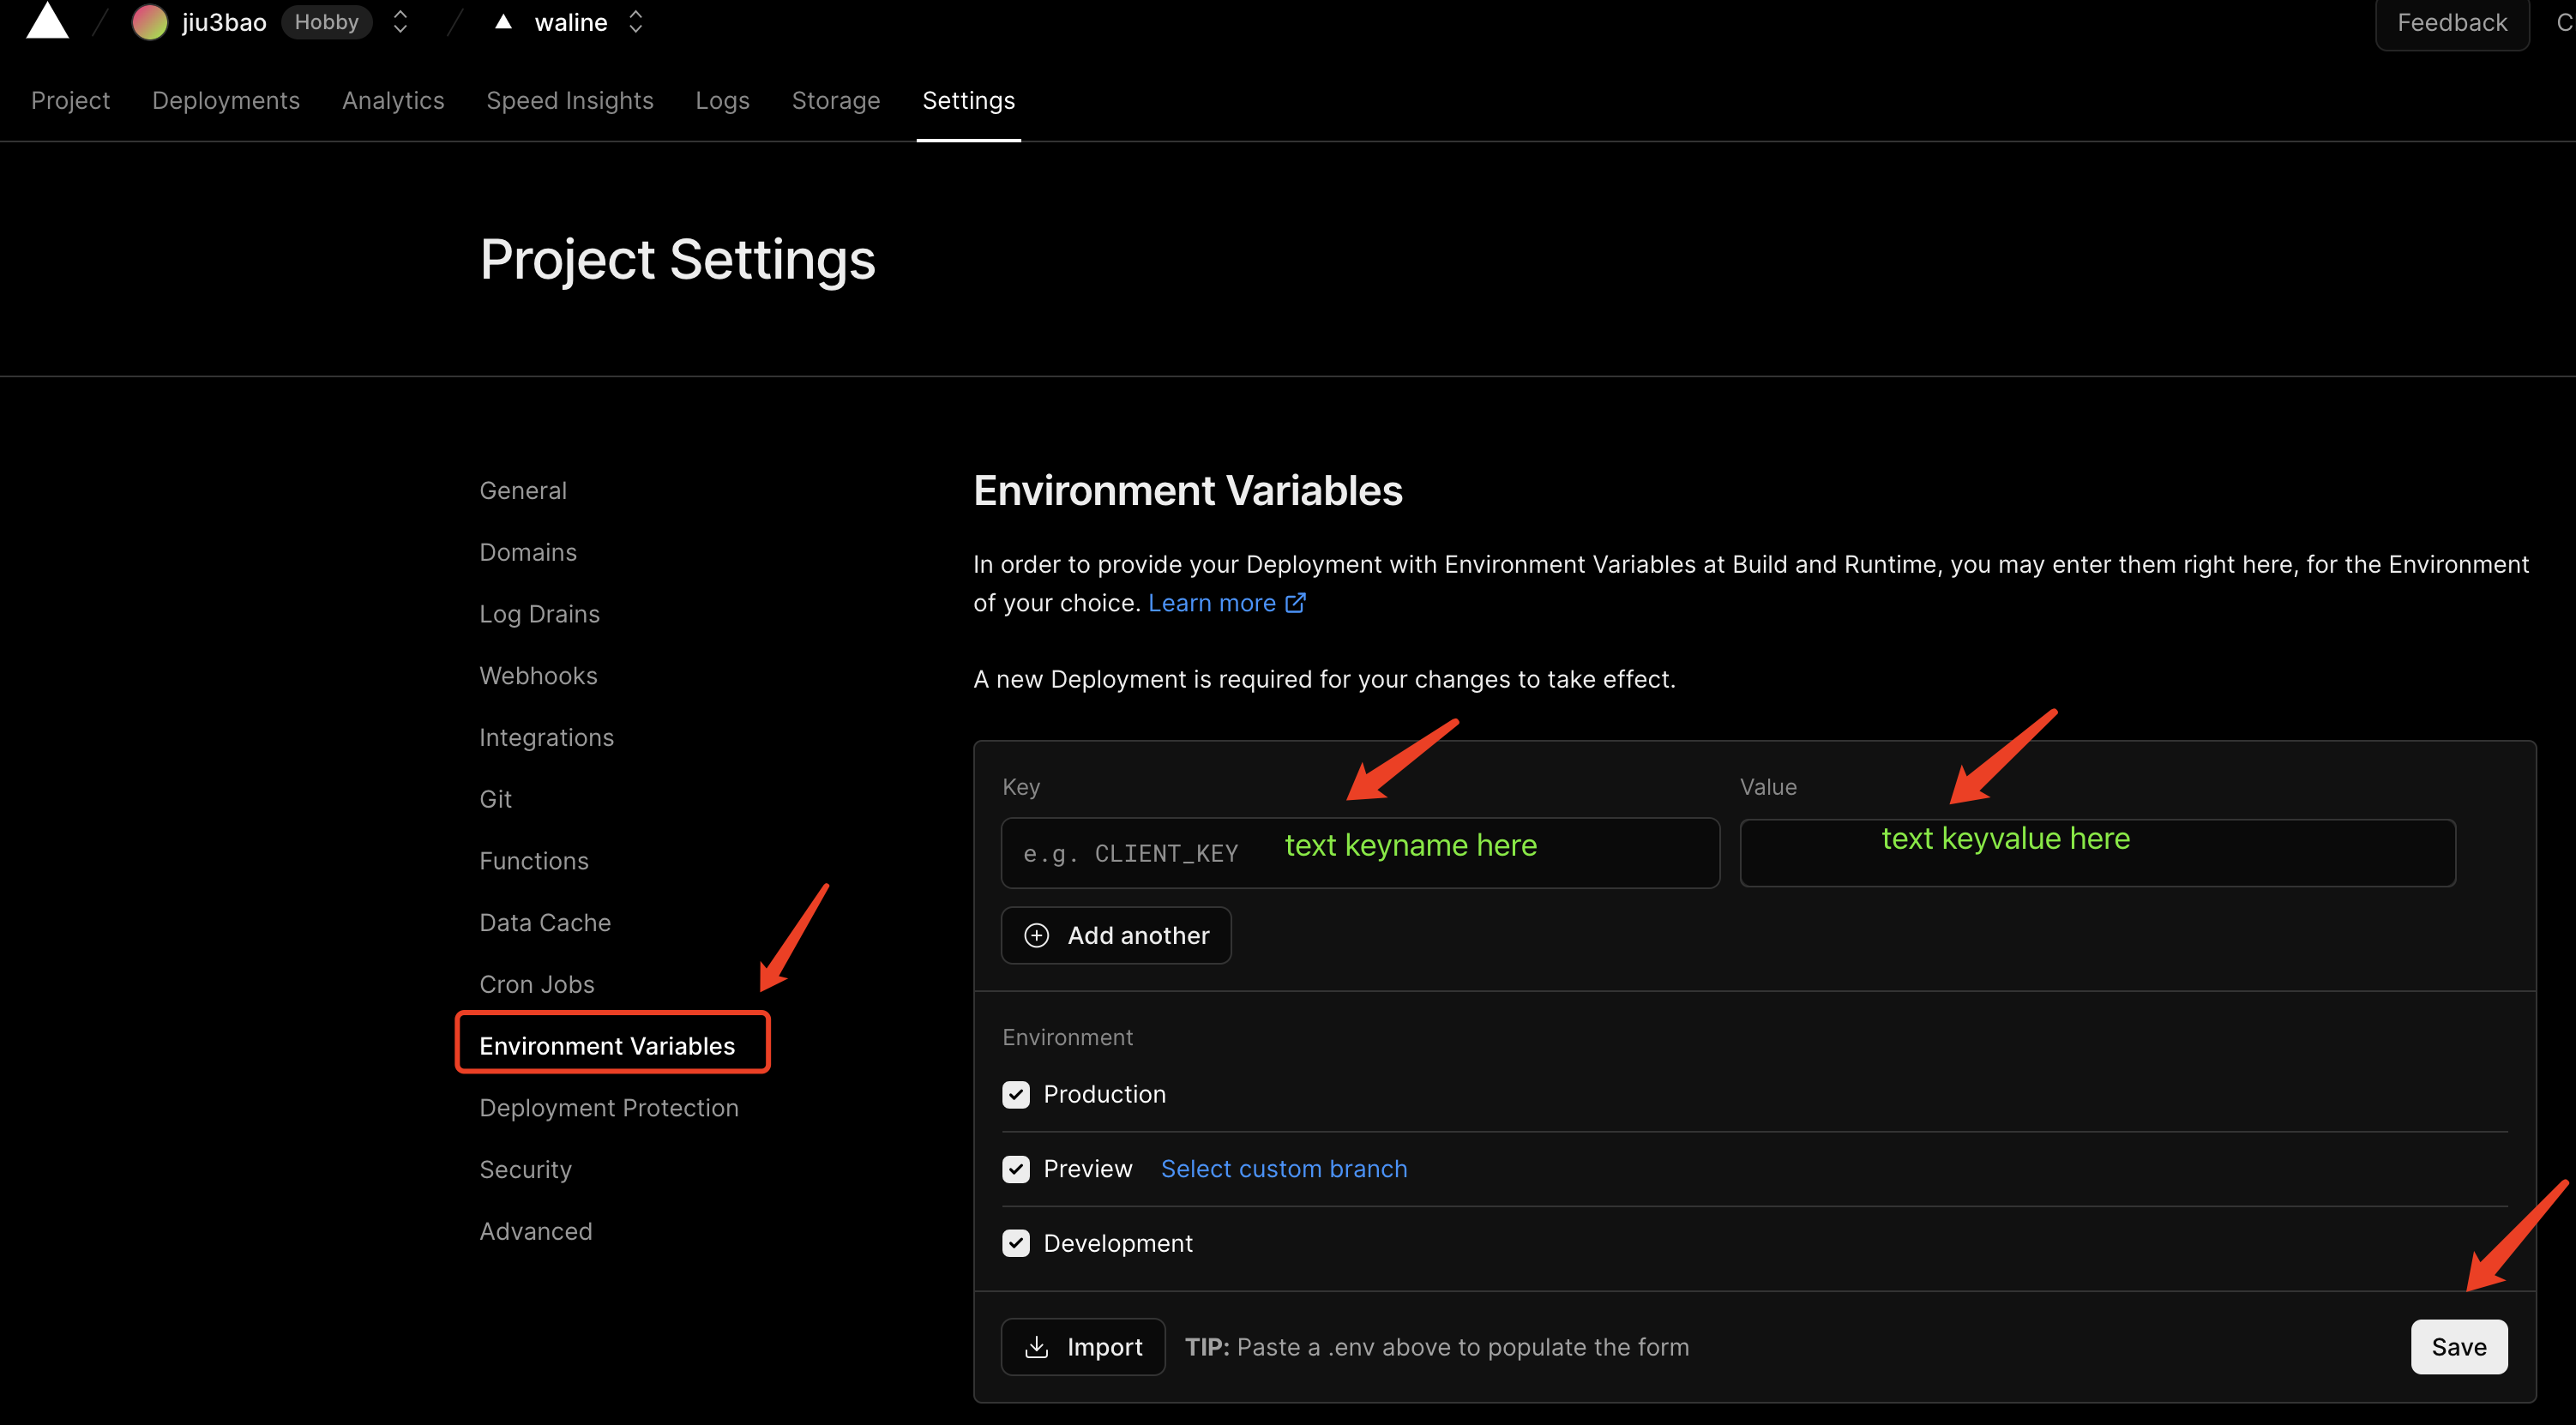 jiu3bao Hobby waline Feedback
Project Deployments Analytics Speed Insights Logs Storage Settings
Project Settings
General
Domains
Log Drains
Webhooks
Integrations
Git
Functions
Data Cache
Cron Jobs
Environment Variables
Deployment Protection
Security
Advanced
Environment Variables
In order to provide your Deployment with Environment Variables at Build and Runtime, you may enter them right here, for the Environment
of your choice. Learn more
A new Deployment is required for your changes to take effect.
Key Value
e.g. CLIENT_KEY text keyname here text keyvalue here
Add another
Environment
Production
Preview Select custom branch
Development
Import TIP: Paste a .env above to populate the form Save